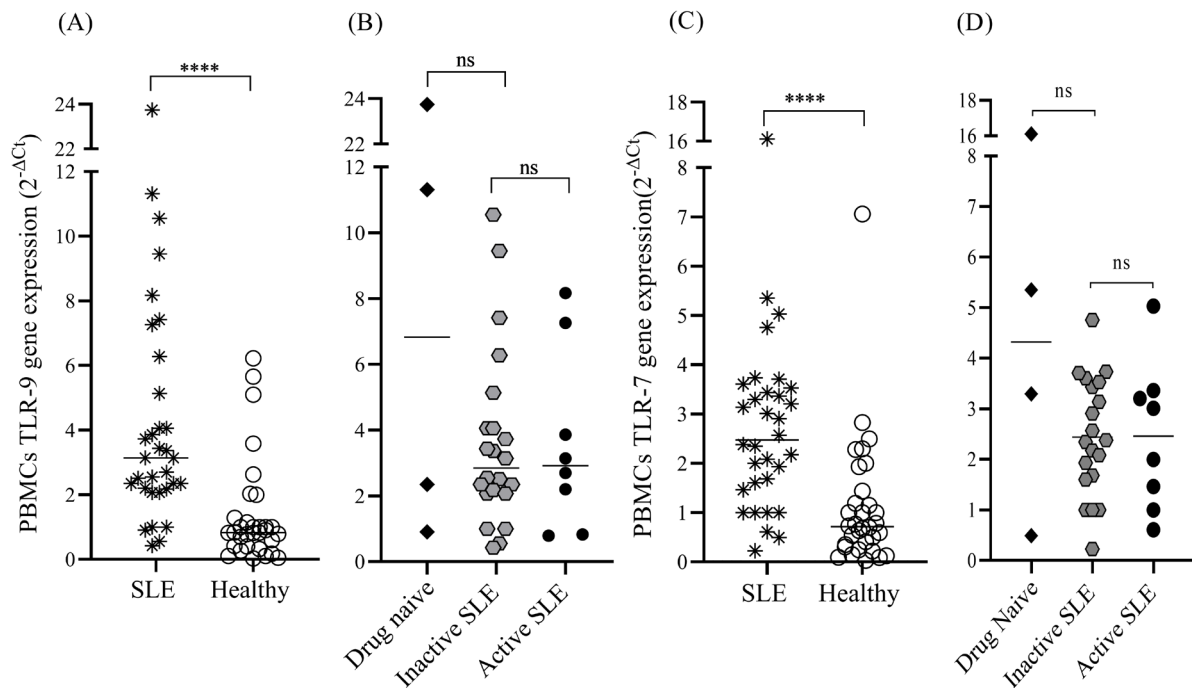 (A)
PBMCs TLR-9 gene expression (2^-ΔCt)
24
22
12
10
8
6
4
2
0
****
SLE
Healthy
(B)
24
22
12
10
8
6
4
2
0
ns
ns
Drug naive
Inactive SLE
Active SLE
(C)
PBMCs TLR-7 gene expression(2^-ΔCt)
18
16
8
7
6
5
4
3
2
1
0
****
SLE
Healthy
(D)
18
16
8
7
6
5
4
3
2
1
0
ns
ns
Drug Naive
Inactive SLE
Active SLE